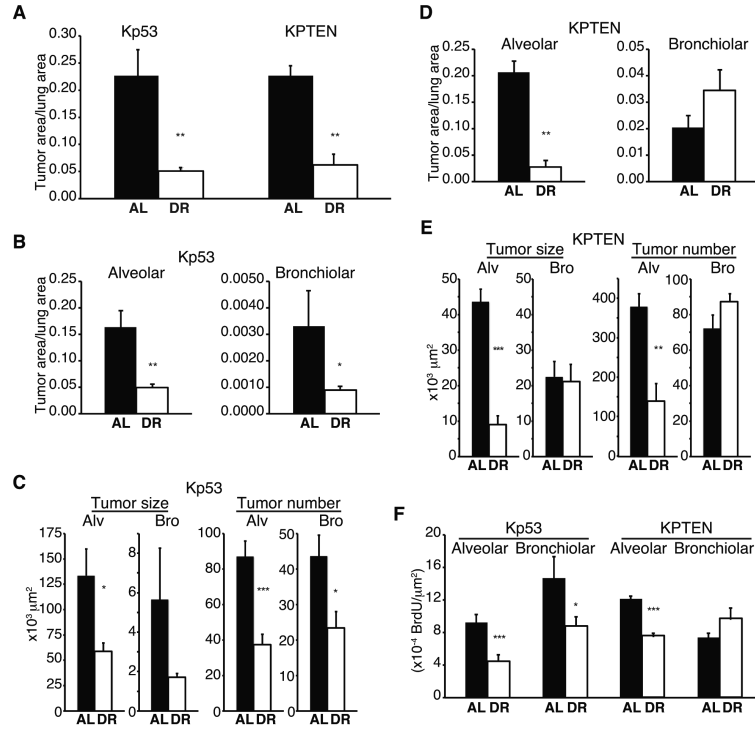 A
Kp53 KPTEN
Tumor area/lung area
0.30
0.25
0.20
0.15
0.10
0.05
0.00
** **
AL DR AL DR
B
Kp53
Alveolar Bronchiolar
Tumor area/lung area
0.25 0.0050
0.20 0.0040
0.15 0.0030
0.10 0.0020
0.05 0.0010
0.00 0.0000
** *
AL DR AL DR
C
Kp53
Tumor size Tumor number
Alv Bro Alv Bro
x10³ µm²
175 9 100 50
150 8 80 40
125 6 60 30
100 4 40 20
75 2 20 10
50 0 0 0
25
0
* *** *
AL DR AL DR AL DR AL DR
D
KPTEN
Alveolar Bronchiolar
Tumor area/lung area
0.25 0.05
0.20 0.04
0.15 0.03
0.10 0.02
0.05 0.01
0.00 0.00
**
AL DR AL DR
E
KPTEN
Tumor size Tumor number
Alv Bro Alv Bro
x10³ µm²
50 50 400 100
40 40 300 80
30 30 200 60
20 20 100 40
10 10 0 20
0 0 0
*** **
AL DR AL DR AL DR AL DR
F
Kp53 KPTEN
Alveolar Bronchiolar Alveolar Bronchiolar
(x10⁻⁴ BrdU/µm²)
20
16
12
8
4
0
*** * ***
AL DR AL DR AL DR AL DR